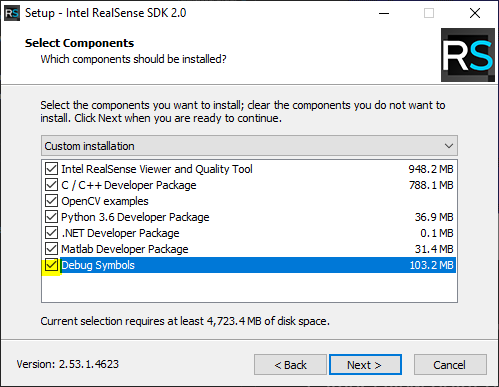 Setup - Intel RealSense SDK 2.0
Select Components
Which components should be installed?
RS
Select the components you want to install; clear the components you do not want to
install. Click Next when you are ready to continue.
Custom installation
Intel RealSense Viewer and Quality Tool 948.2 MB
C / C++ Developer Package 788.1 MB
OpenCV examples
Python 3.6 Developer Package 36.9 MB
.NET Developer Package 0.1 MB
Matlab Developer Package 31.4 MB
Debug Symbols 103.2 MB
Current selection requires at least 4,723.4 MB of disk space.
Version: 2.53.1.4623
< Back
Next >
Cancel